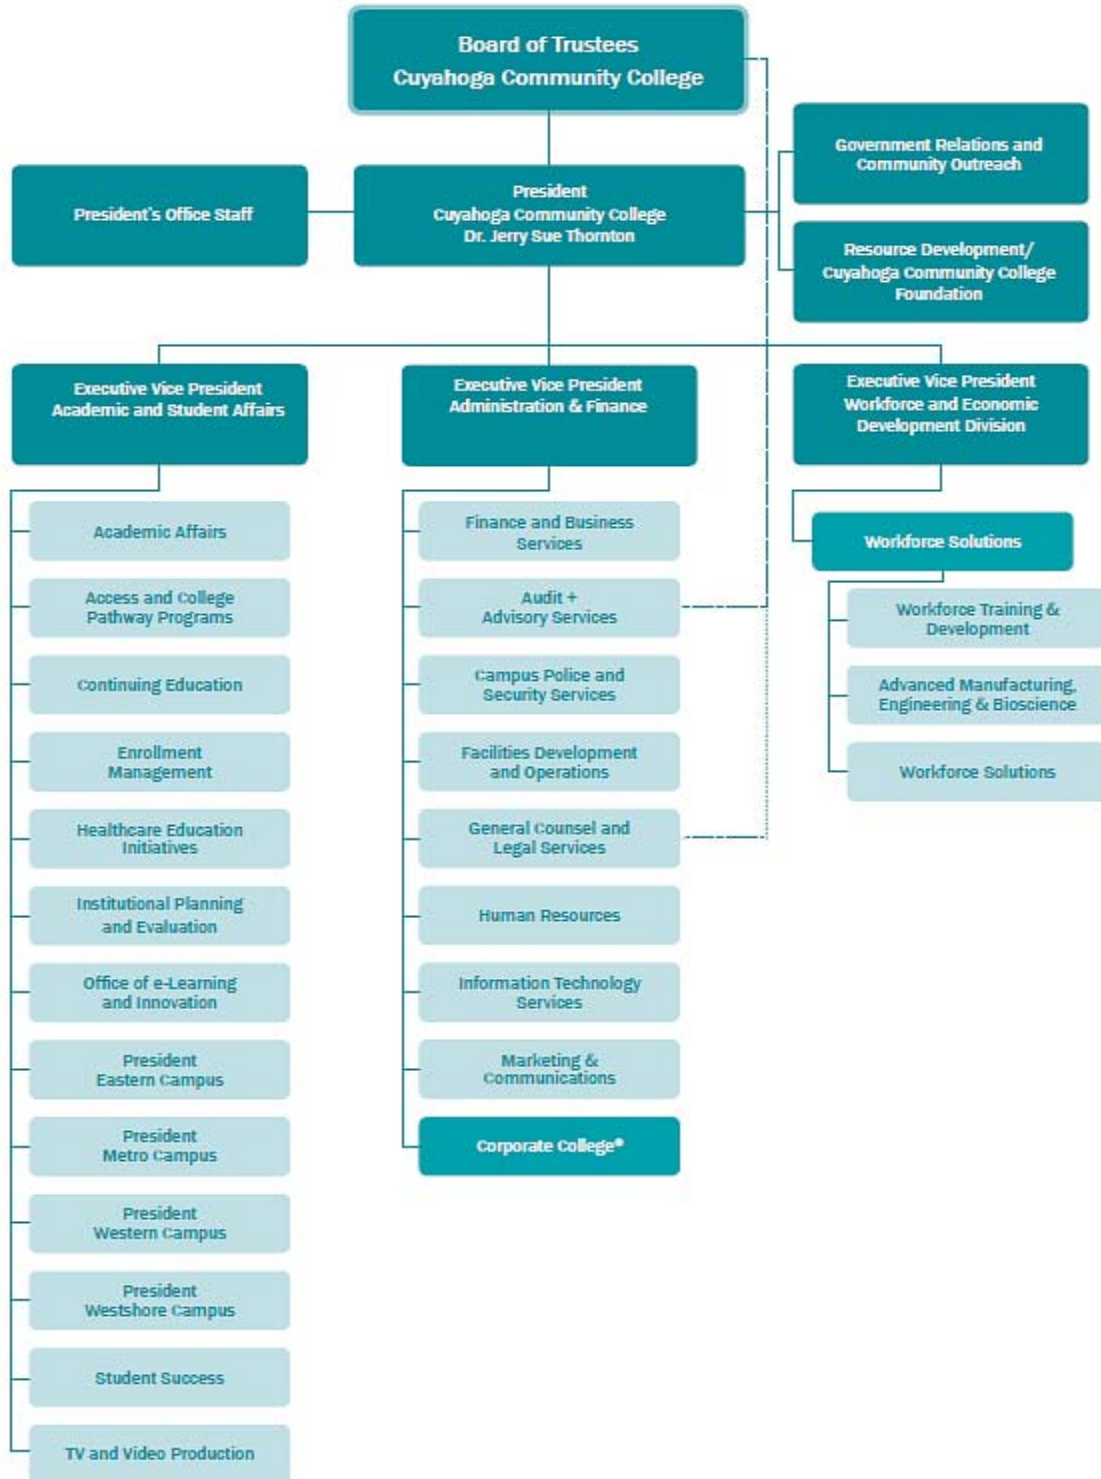 Board of Trustees
Cuyahoga Community College
President's Office Staff
President
Cuyahoga Community College
Dr. Jerry Sue Thornton
Government Relations and
Community Outreach
Resource Development/
Cuyahoga Community College
Foundation
Executive Vice President
Academic and Student Affairs
Academic Affairs
Access and College
Pathway Programs
Continuing Education
Enrollment
Management
Healthcare Education
Initiatives
Institutional Planning
and Evaluation
Office of e-Learning
and Innovation
President
Eastern Campus
President
Metro Campus
President
Western Campus
President
Westshore Campus
Student Success
TV and Video Production
Executive Vice President
Administration & Finance
Finance and Business
Services
Audit +
Advisory Services
Campus Police and
Security Services
Facilities Development
and Operations
General Counsel and
Legal Services
Human Resources
Information Technology
Services
Marketing &
Communications
Corporate College®
Executive Vice President
Workforce and Economic
Development Division
Workforce Solutions
Workforce Training &
Development
Advanced Manufacturing,
Engineering & Bioscience
Workforce Solutions